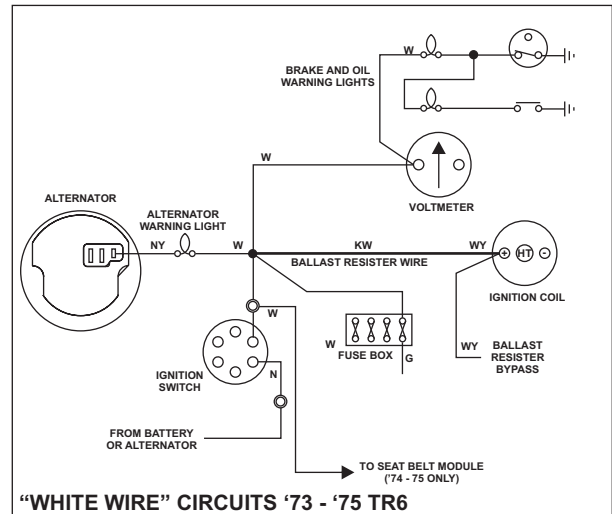 W
BRAKE AND OIL
WARNING LIGHTS
W
VOLTMETER
ALTERNATOR
ALTERNATOR
WARNING LIGHT
NY
W
KW
WY
BALLAST RESISTER WIRE
+
HT
-
IGNITION COIL
W
IGNITION
SWITCH
N
W
FUSE BOX
G
WY
BALLAST
RESISTER
BYPASS
FROM BATTERY
OR ALTERNATOR
TO SEAT BELT MODULE
('74 - 75 ONLY)
“WHITE WIRE” CIRCUITS ‘73 - ‘75 TR6